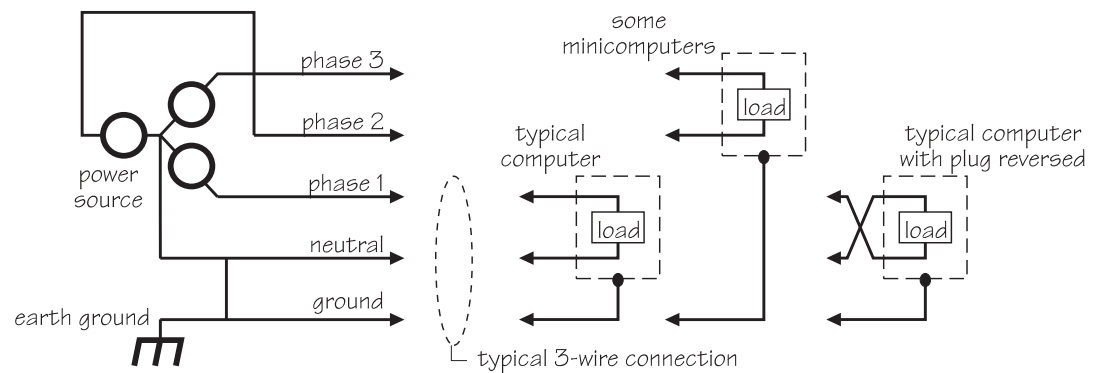 some
minicomputers
phase 3
load
phase 2
typical
computer
typical computer
with plug reversed
power
source
phase 1
load
load
neutral
ground
earth ground
typical 3-wire connection